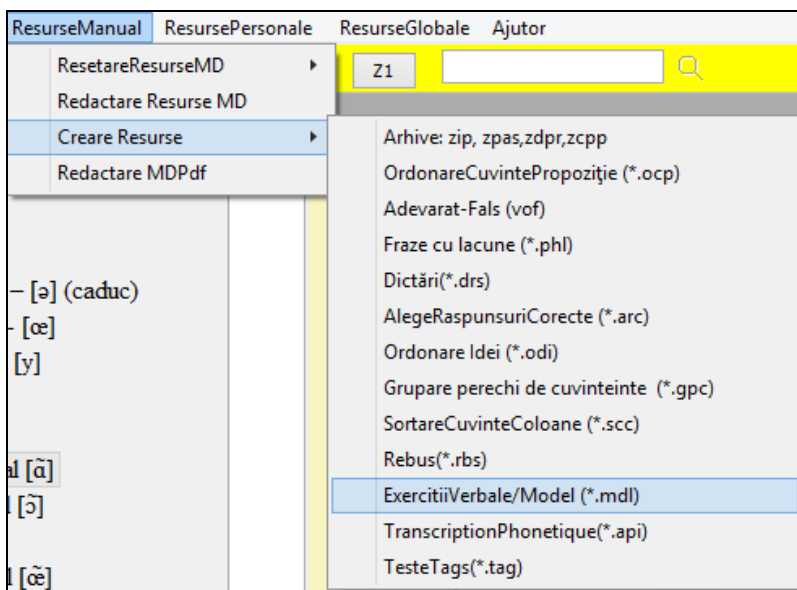 ResurseManual ResursePersonale ResurseGlobale Ajutor
ResetareResurseMD
Redactare Resurse MD
Creare Resurse
Redactare MDPdf
Z1
Arhive: zip, zpas,zdpr,zcpp
OrdonareCuvintePropoziţie (*.ocp)
Adevarat-Fals (vof)
Fraze cu lacune (*.phl)
Dictări(*.drs)
AlegeRaspunsuriCorecte (*.arc)
Ordonare Idei (*.odi)
Grupare perechi de cuvinteinte (*.gpc)
SortareCuvinteColoane (*.scc)
Rebus(*.rbs)
ExercitiiVerbale/Model (*.mdl)
TranscriptionPhonetique(*.api)
TesteTags(*.tag)
– [ə] (caduc)
- [œ]
[y]
al [ɑ̃]
l [ɔ̃]
l [œ̃]